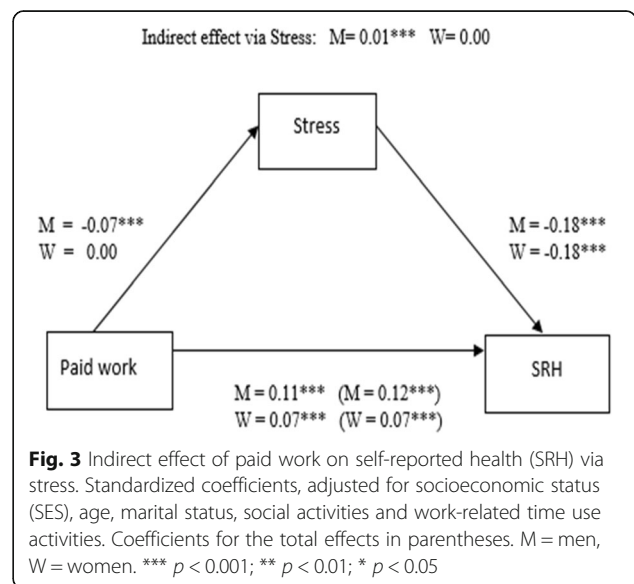 Indirect effect via Stress: M= 0.01*** W= 0.00
Stress
M = -0.07***
W = 0.00
M = -0.18***
W = -0.18***
Paid work
SRH
M = 0.11*** (M = 0.12***)
W = 0.07*** (W = 0.07***)
Fig. 3 Indirect effect of paid work on self-reported health (SRH) via
stress. Standardized coefficients, adjusted for socioeconomic status
(SES), age, marital status, social activities and work-related time use
activities. Coefficients for the total effects in parentheses. M = men,
W = women. *** p < 0.001; ** p < 0.01; * p < 0.05